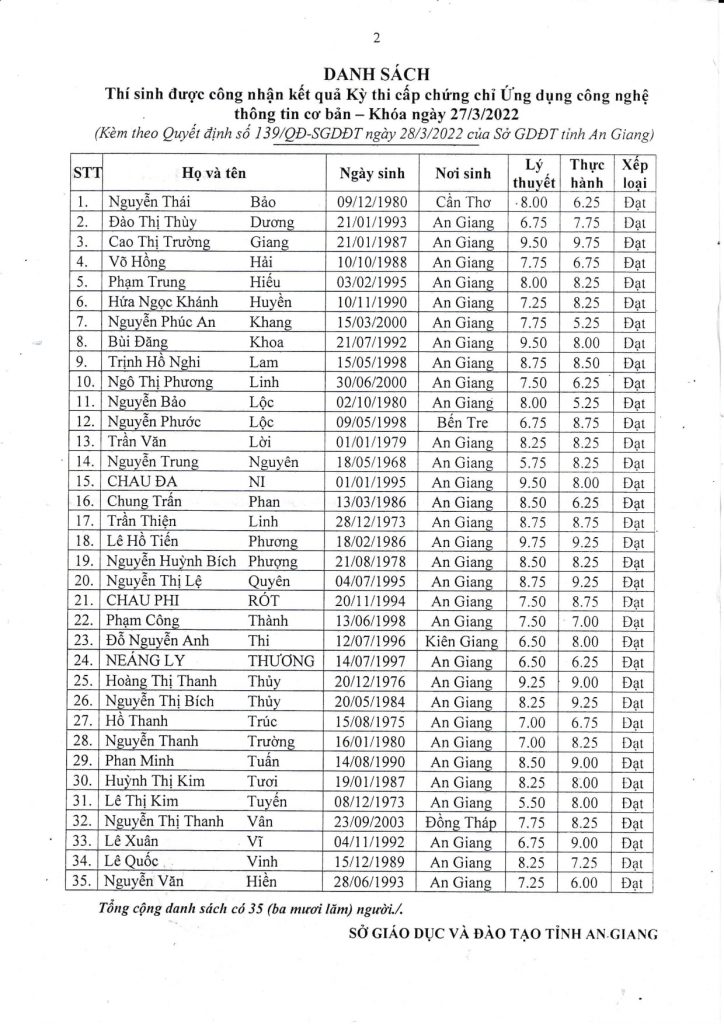 2
DANH SÁCH
Thí sinh được công nhận kết quả Kỳ thi cấp chứng chỉ Ứng dụng công nghệ
thông tin cơ bản – Khóa ngày 27/3/2022
(Kèm theo Quyết định số 139/QĐ-SGDĐT ngày 28/3/2022 của Sở GDĐT tỉnh An Giang)
STT Họ và tên Ngày sinh Nơi sinh Lý thuyết Thực hành Xếp loại
1. Nguyễn Thái Bảo 09/12/1980 Cần Thơ 8.00 6.25 Đạt
2. Đào Thị Thùy Dương 21/01/1993 An Giang 6.75 7.75 Đạt
3. Cao Thị Trường Giang 21/01/1987 An Giang 9.50 9.75 Đạt
4. Võ Hồng Hải 10/10/1988 An Giang 7.75 6.75 Đạt
5. Phạm Trung Hiếu 03/02/1995 An Giang 8.00 8.25 Đạt
6. Hứa Ngọc Khánh Huyền 10/11/1990 An Giang 7.25 8.25 Đạt
7. Nguyễn Phúc An Khang 15/03/2000 An Giang 7.75 5.25 Đạt
8. Bùi Đăng Khoa 21/07/1992 An Giang 9.50 8.00 Đạt
9. Trịnh Hồ Nghi Lam 15/05/1998 An Giang 8.75 8.50 Đạt
10. Ngô Thị Phương Linh 30/06/2000 An Giang 7.50 6.25 Đạt
11. Nguyễn Bảo Lộc 02/10/1980 An Giang 8.00 5.25 Đạt
12. Nguyễn Phước Lộc 09/05/1998 Bến Tre 6.75 8.75 Đạt
13. Trần Văn Lời 01/01/1979 An Giang 8.25 8.25 Đạt
14. Nguyễn Trung Nguyên 18/05/1968 An Giang 5.75 8.25 Đạt
15. CHAU ĐA NI 01/01/1995 An Giang 9.50 8.00 Đạt
16. Chung Trấn Phan 13/03/1986 An Giang 8.50 6.25 Đạt
17. Trần Thiện Linh 28/12/1973 An Giang 8.75 8.75 Đạt
18. Lê Hồ Tiến Phương 18/02/1986 An Giang 9.75 9.25 Đạt
19. Nguyễn Huỳnh Bích Phượng 21/08/1978 An Giang 8.50 8.25 Đạt
20. Nguyễn Thị Lệ Quyên 04/07/1995 An Giang 8.75 9.25 Đạt
21. CHAU PHI RÓT 20/11/1994 An Giang 7.50 8.75 Đạt
22. Phạm Công Thành 13/06/1998 An Giang 7.50 7.00 Đạt
23. Đỗ Nguyễn Anh Thi 12/07/1996 Kiên Giang 6.50 8.00 Đạt
24. NEÁNG LY THƯƠNG 14/07/1997 An Giang 6.50 6.25 Đạt
25. Hoàng Thị Thanh Thủy 20/12/1976 An Giang 9.25 9.00 Đạt
26. Nguyễn Thị Bích Thủy 20/05/1984 An Giang 8.25 9.25 Đạt
27. Hồ Thanh Trúc 15/08/1975 An Giang 7.00 6.75 Đạt
28. Nguyễn Thanh Trường 16/01/1980 An Giang 7.00 8.25 Đạt
29. Phan Minh Tuấn 14/08/1990 An Giang 8.50 9.00 Đạt
30. Huỳnh Thị Kim Tươi 19/01/1987 An Giang 8.25 8.00 Đạt
31. Lê Thị Kim Tuyến 08/12/1973 An Giang 5.50 8.00 Đạt
32. Nguyễn Thị Thanh Vân 23/09/2003 Đồng Tháp 7.75 8.25 Đạt
33. Lê Xuân Vĩ 04/11/1992 An Giang 6.75 9.00 Đạt
34. Lê Quốc Vinh 15/12/1989 An Giang 8.25 7.25 Đạt
35. Nguyễn Văn Hiền 28/06/1993 An Giang 7.25 6.00 Đạt
Tổng cộng danh sách có 35 (ba mươi lăm) người./.
SỞ GIÁO DỤC VÀ ĐÀO TẠO TỈNH AN GIANG